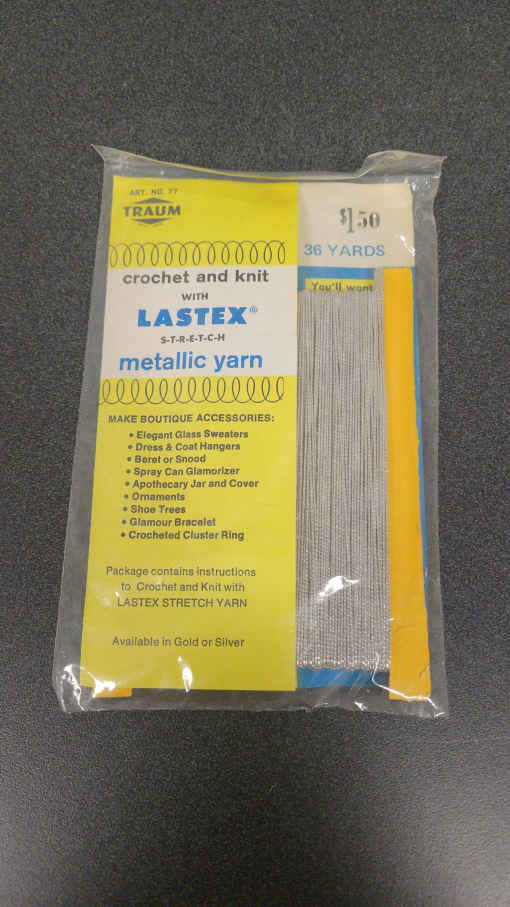 ART. NO. 77
TRAUM
$1.50
36 YARDS
crochet and knit
WITH
LASTEX®
S-T-R-E-T-C-H
metallic yarn
You'll want
MAKE BOUTIQUE ACCESSORIES:
• Elegant Glass Sweaters
• Dress & Coat Hangers
• Beret or Snood
• Spray Can Glamorizer
• Apothecary Jar and Cover
• Ornaments
• Shoe Trees
• Glamour Bracelet
• Crocheted Cluster Ring
Package contains instructions
to Crochet and Knit with
LASTEX STRETCH YARN
Available in Gold or Silver